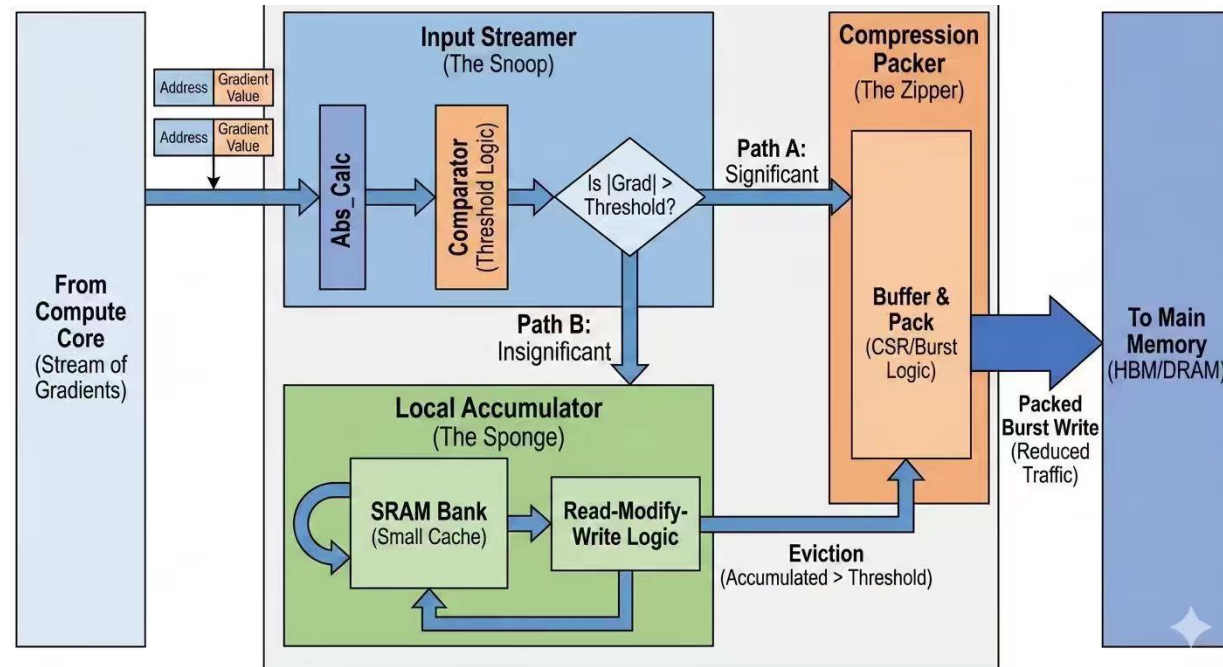 Input Streamer
(The Snoop)
Compression
Packer
(The Zipper)
Address
Gradient
Value
Address
Gradient
Value
Abs_Calc
Comparator
(Threshold Logic)
Is |Grad| >
Threshold?
Path A:
Significant
From
Compute
Core
(Stream of
Gradients)
Path B:
Insignificant
Buffer &
Pack
(CSR/Burst
Logic)
To Main
Memory
(HBM/DRAM)
Packed
Burst Write
(Reduced
Traffic)
Local Accumulator
(The Sponge)
SRAM Bank
(Small Cache)
Read-Modify-
Write Logic
Eviction
(Accumulated > Threshold)